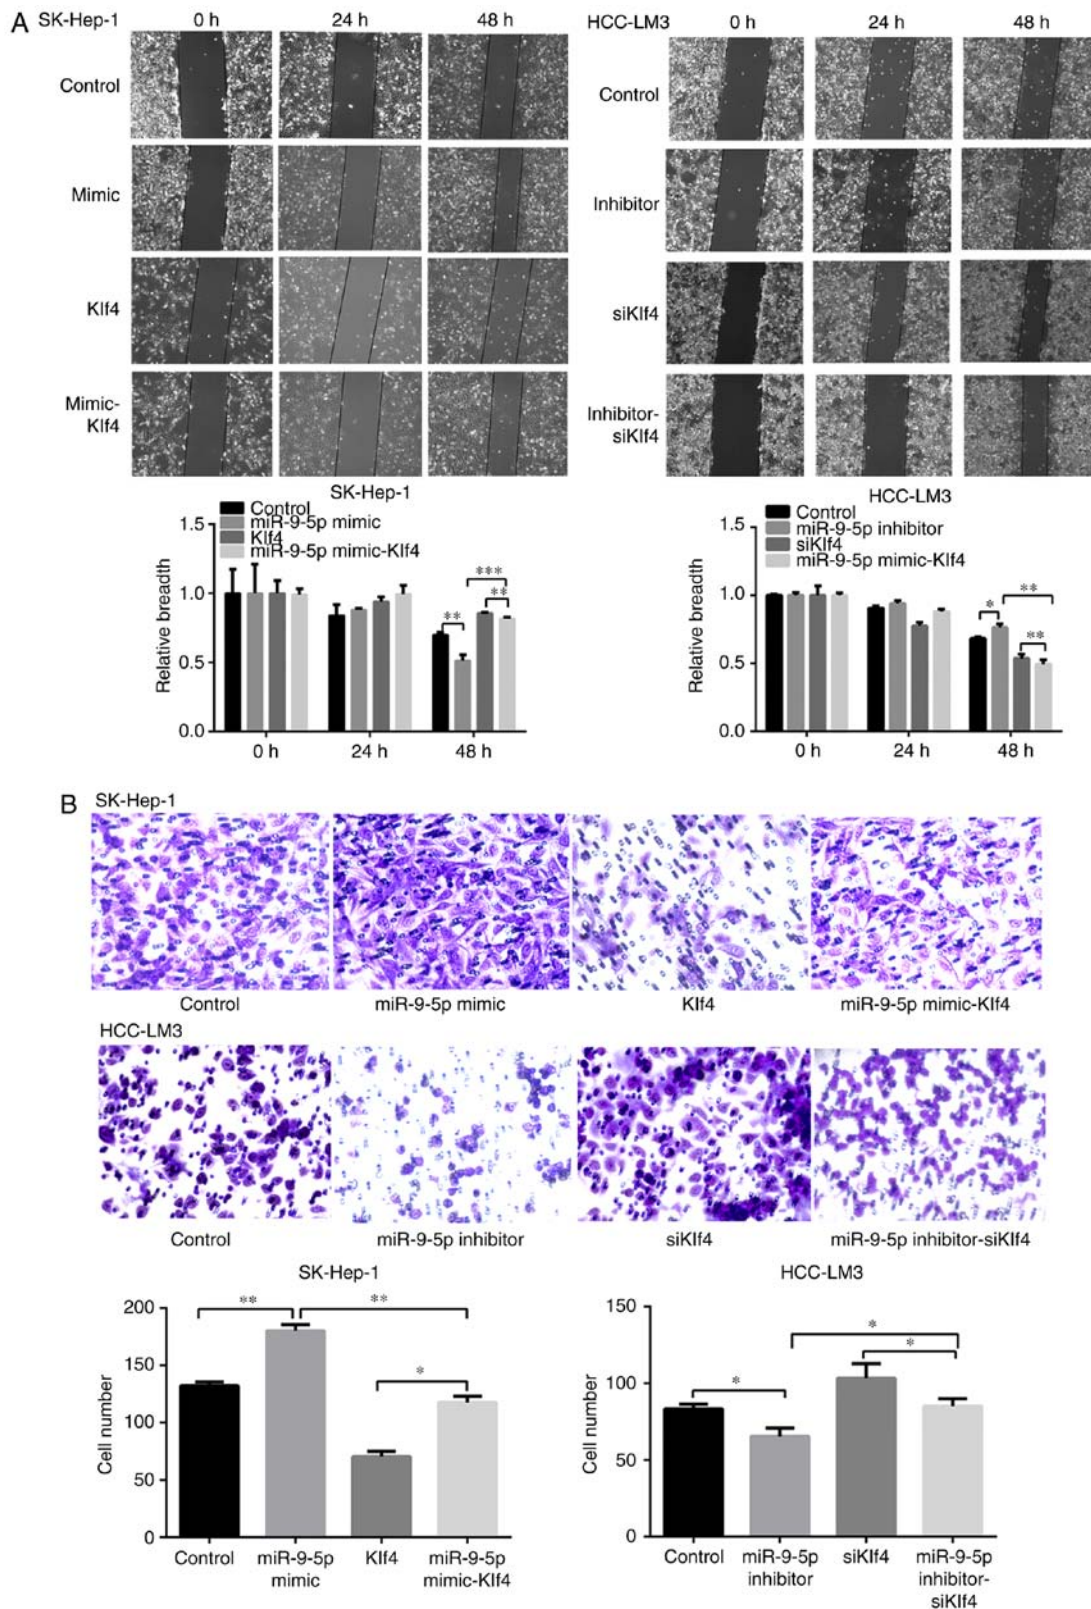 A
SK-Hep-1
0 h
24 h
48 h
Control
Mimic
Klf4
Mimic-
Klf4
HCC-LM3
0 h
24 h
48 h
Control
Inhibitor
siKlf4
Inhibitor-
siKlf4
SK-Hep-1
Control
miR-9-5p mimic
Klf4
miR-9-5p mimic-Klf4
Relative breadth
1.5
1.0
0.5
0.0
**
***
**
0 h
24 h
48 h
HCC-LM3
Control
miR-9-5p inhibitor
siKlf4
miR-9-5p mimic-Klf4
Relative breadth
1.5
1.0
0.5
0.0
*
**
**
0 h
24 h
48 h
B
SK-Hep-1
Control
miR-9-5p mimic
Klf4
miR-9-5p mimic-Klf4
HCC-LM3
Control
miR-9-5p inhibitor
siKlf4
miR-9-5p inhibitor-siKlf4
SK-Hep-1
Cell number
200
150
100
50
0
**
**
*
Control
miR-9-5p
mimic
Klf4
miR-9-5p
mimic-Klf4
HCC-LM3
Cell number
150
100
50
0
*
*
*
Control
miR-9-5p
inhibitor
siKlf4
miR-9-5p
inhibitor-
siKlf4